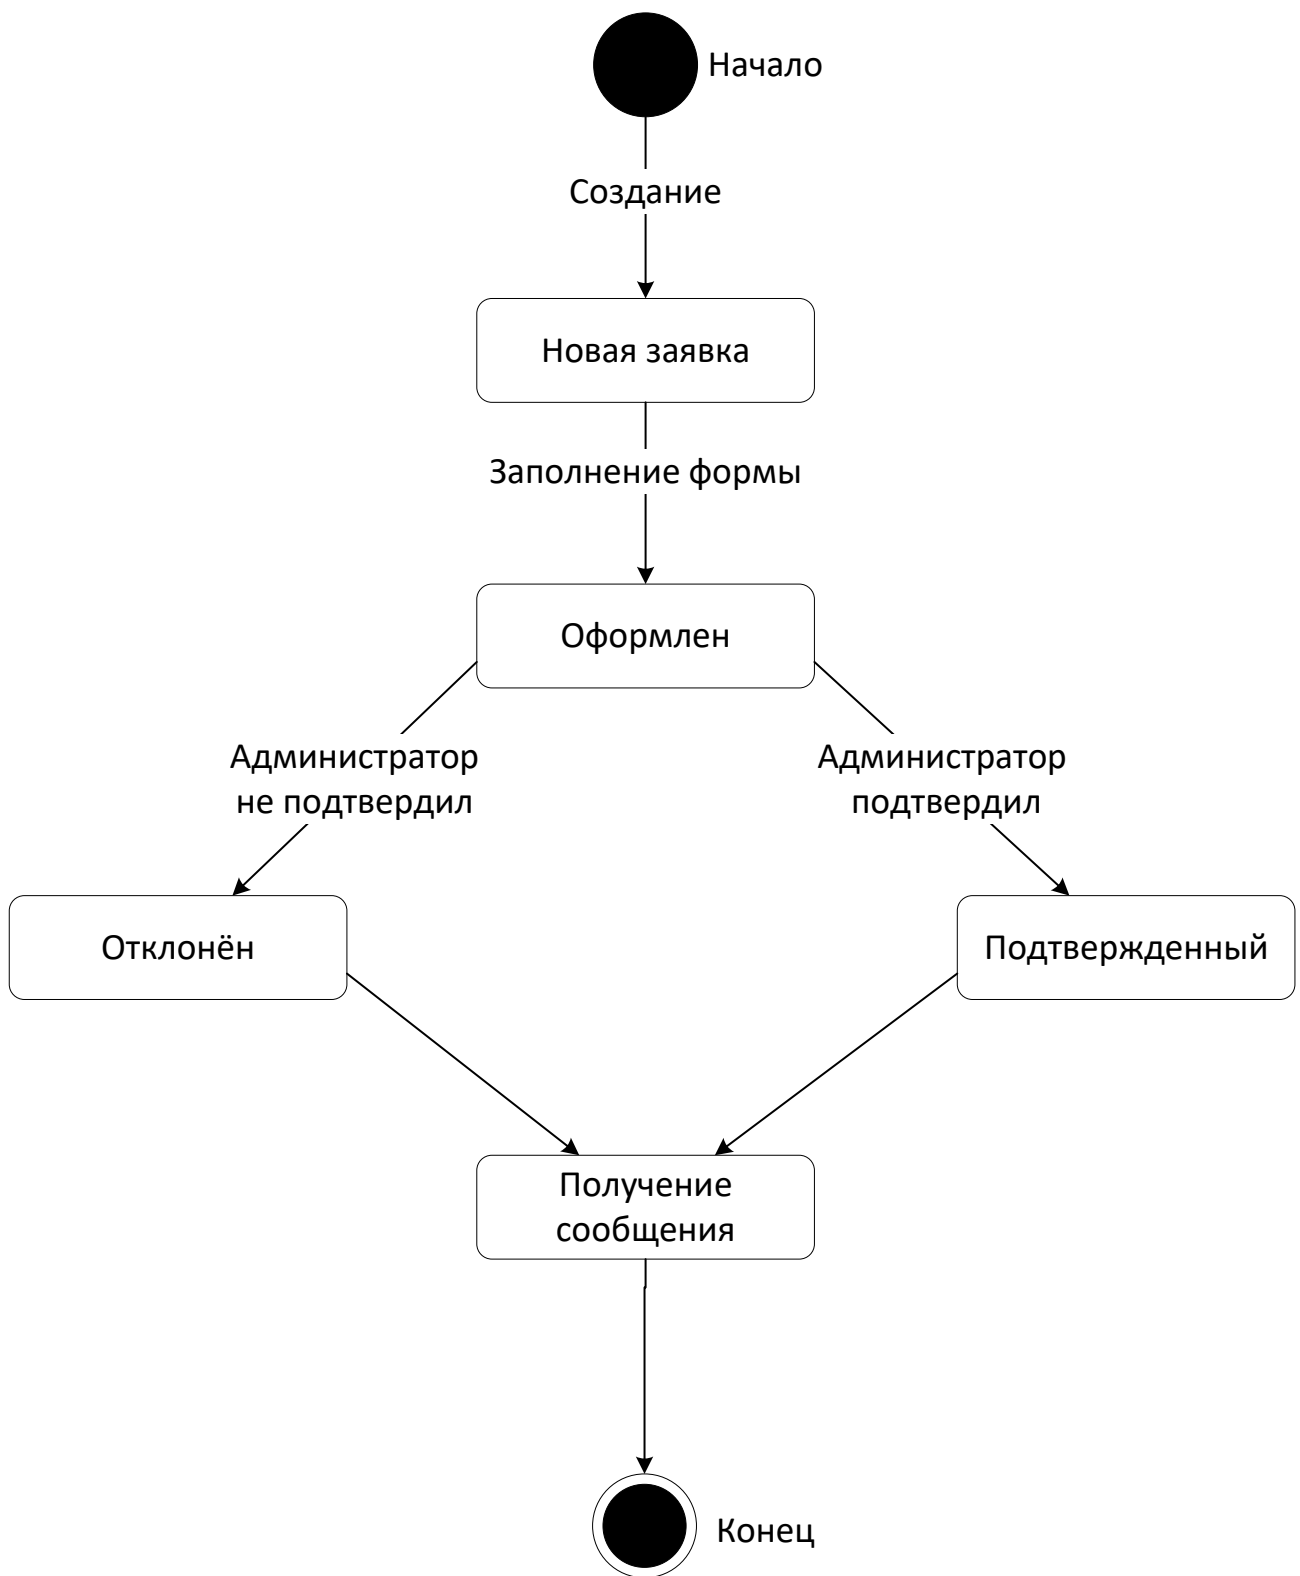 Начало
Создание
Новая заявка
Заполнение формы
Оформлен
Администратор
не подтвердил
Администратор
подтвердил
Отклонён
Подтвержденный
Получение
сообщения
Конец